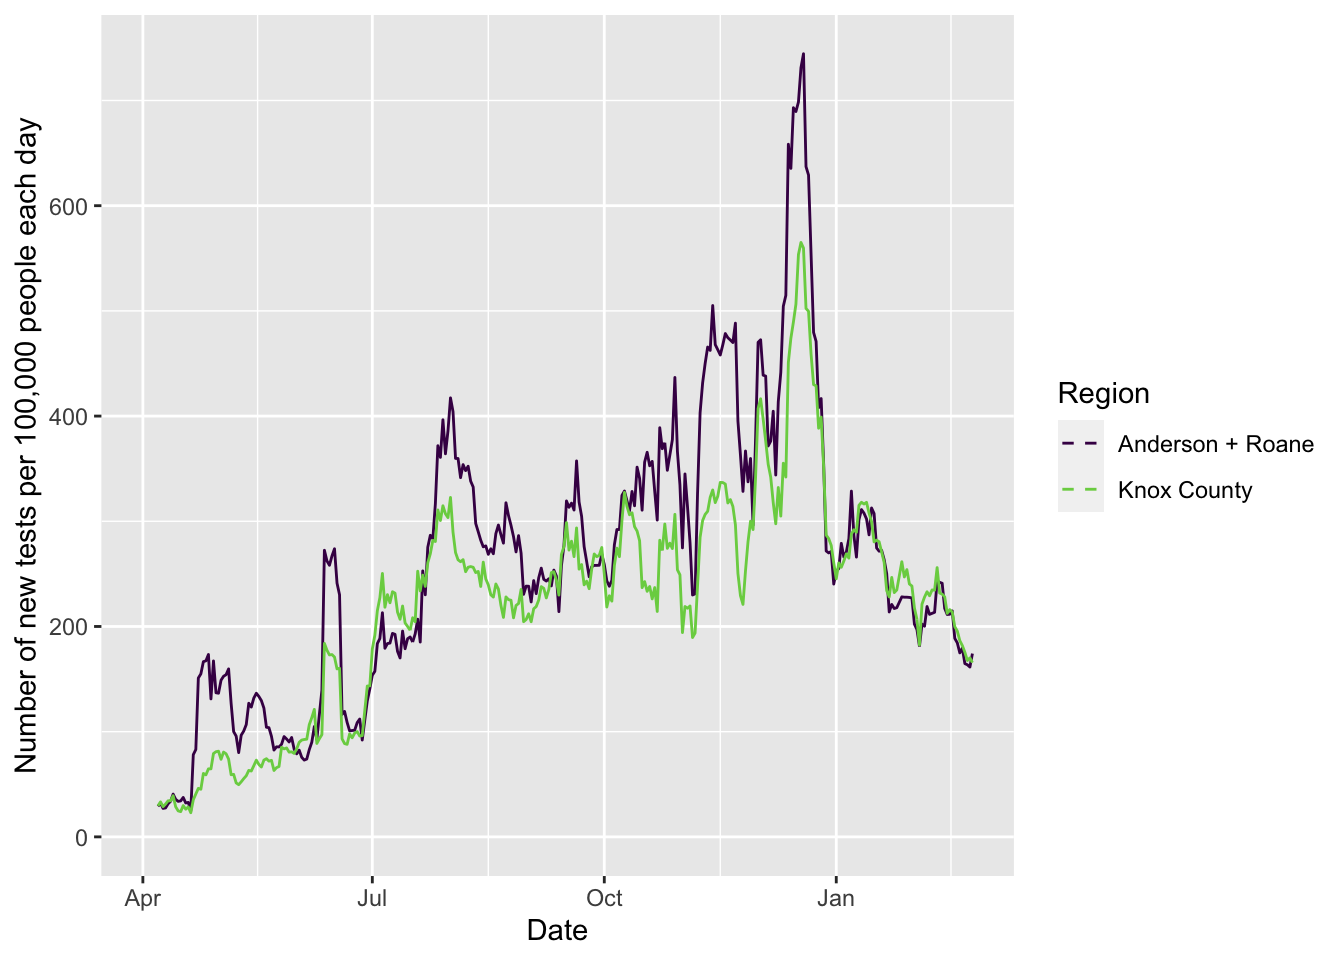 Number of new tests per 100,000 people each day
600
400
200
0
Apr
Jul
Oct
Jan
Date
Region
Anderson + Roane
Knox County